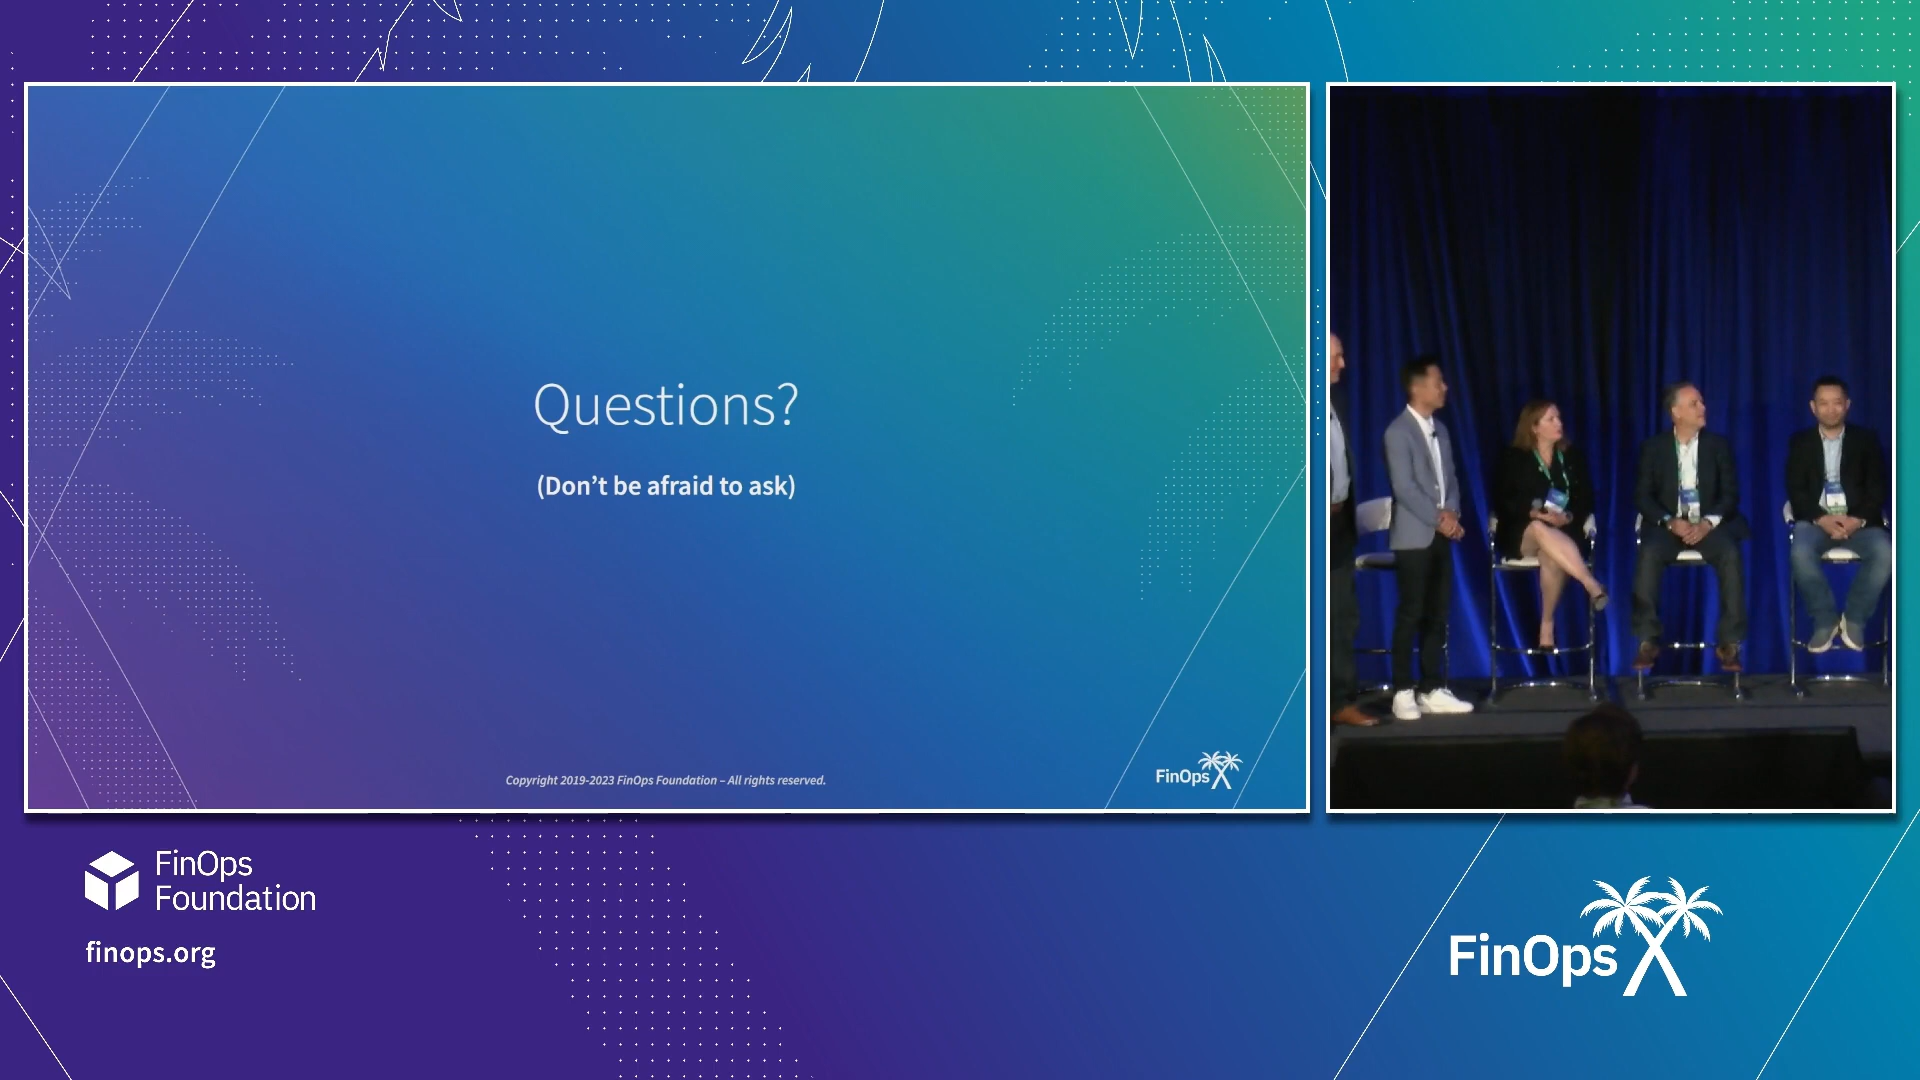 Questions?
(Don't be afraid to ask)
Copyright 2019-2023 FinOps Foundation – All rights reserved.
FinOps X
FinOps
Foundation
finops.org
FinOps X